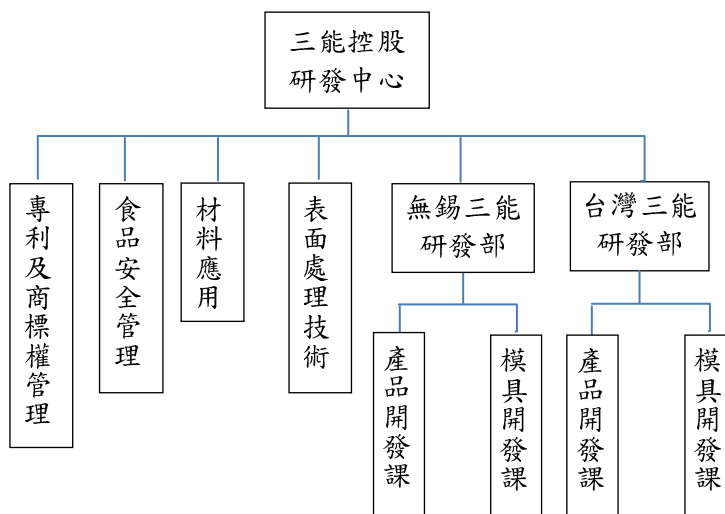 三能控股
研發中心
專利及商標權管理
食品安全管理
材料應用
表面處理技術
無錫三能
研發部
台灣三能
研發部
產品開發課
模具開發課
產品開發課
模具開發課